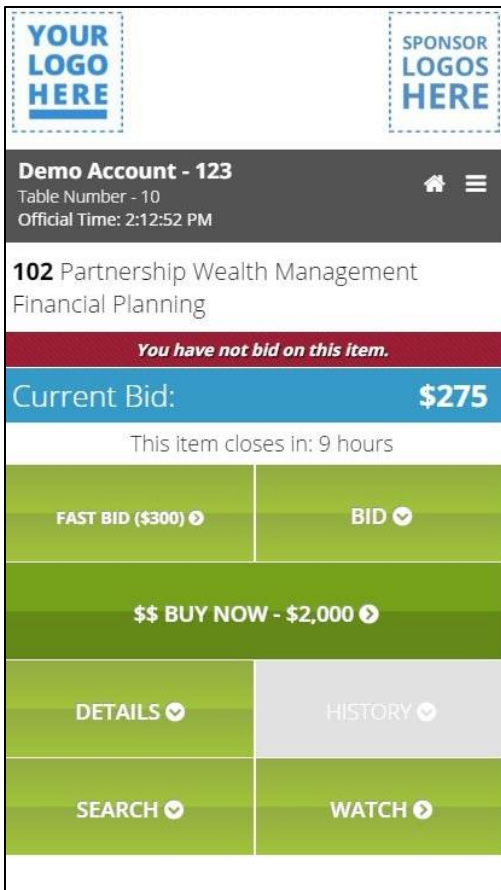 YOUR
LOGO
HERE
SPONSOR
LOGOS
HERE
Demo Account - 123
Table Number - 10
Official Time: 2:12:52 PM
102 Partnership Wealth Management
Financial Planning
You have not bid on this item.
Current Bid: $275
This item closes in: 9 hours
FAST BID ($300) BID
$$ BUY NOW - $2,000
DETAILS HISTORY
SEARCH WATCH